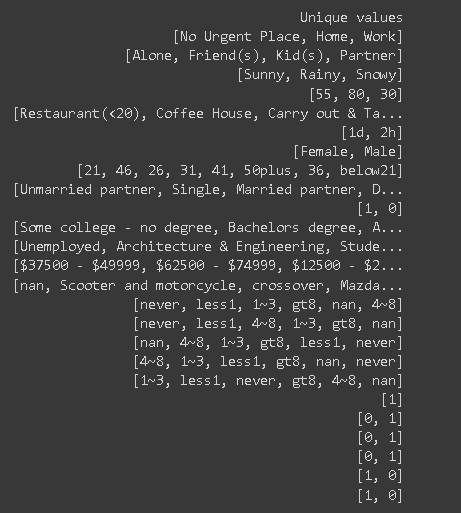 Unique values
[No Urgent Place, Home, Work]
[Alone, Friend(s), Kid(s), Partner]
[Sunny, Rainy, Snowy]
[55, 80, 30]
[Restaurant(<20), Coffee House, Carry out & Ta...
[1d, 2h]
[Female, Male]
[21, 46, 26, 31, 41, 50plus, 36, below21]
[Unmarried partner, Single, Married partner, D...
[1, 0]
[Some college - no degree, Bachelors degree, A...
[Unemployed, Architecture & Engineering, Stude...
[$37500 - $49999, $62500 - $74999, $12500 - $2...
[nan, Scooter and motorcycle, crossover, Mazda...
[never, less1, 1~3, gt8, nan, 4~8]
[never, less1, 4~8, 1~3, gt8, nan]
[nan, 4~8, 1~3, gt8, less1, never]
[4~8, 1~3, less1, gt8, nan, never]
[1~3, less1, never, gt8, 4~8, nan]
[1]
[0, 1]
[0, 1]
[0, 1]
[1, 0]
[1, 0]